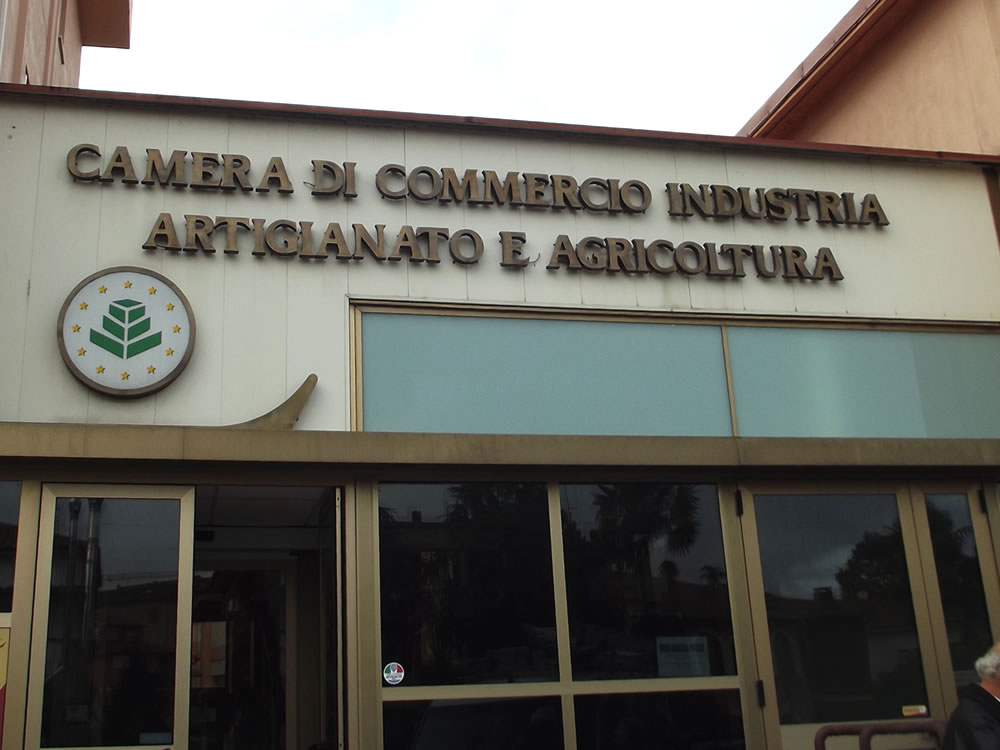 CAMERA DI COMMERCIO INDUSTRIA
ARTIGIANATO E AGRICOLTURA